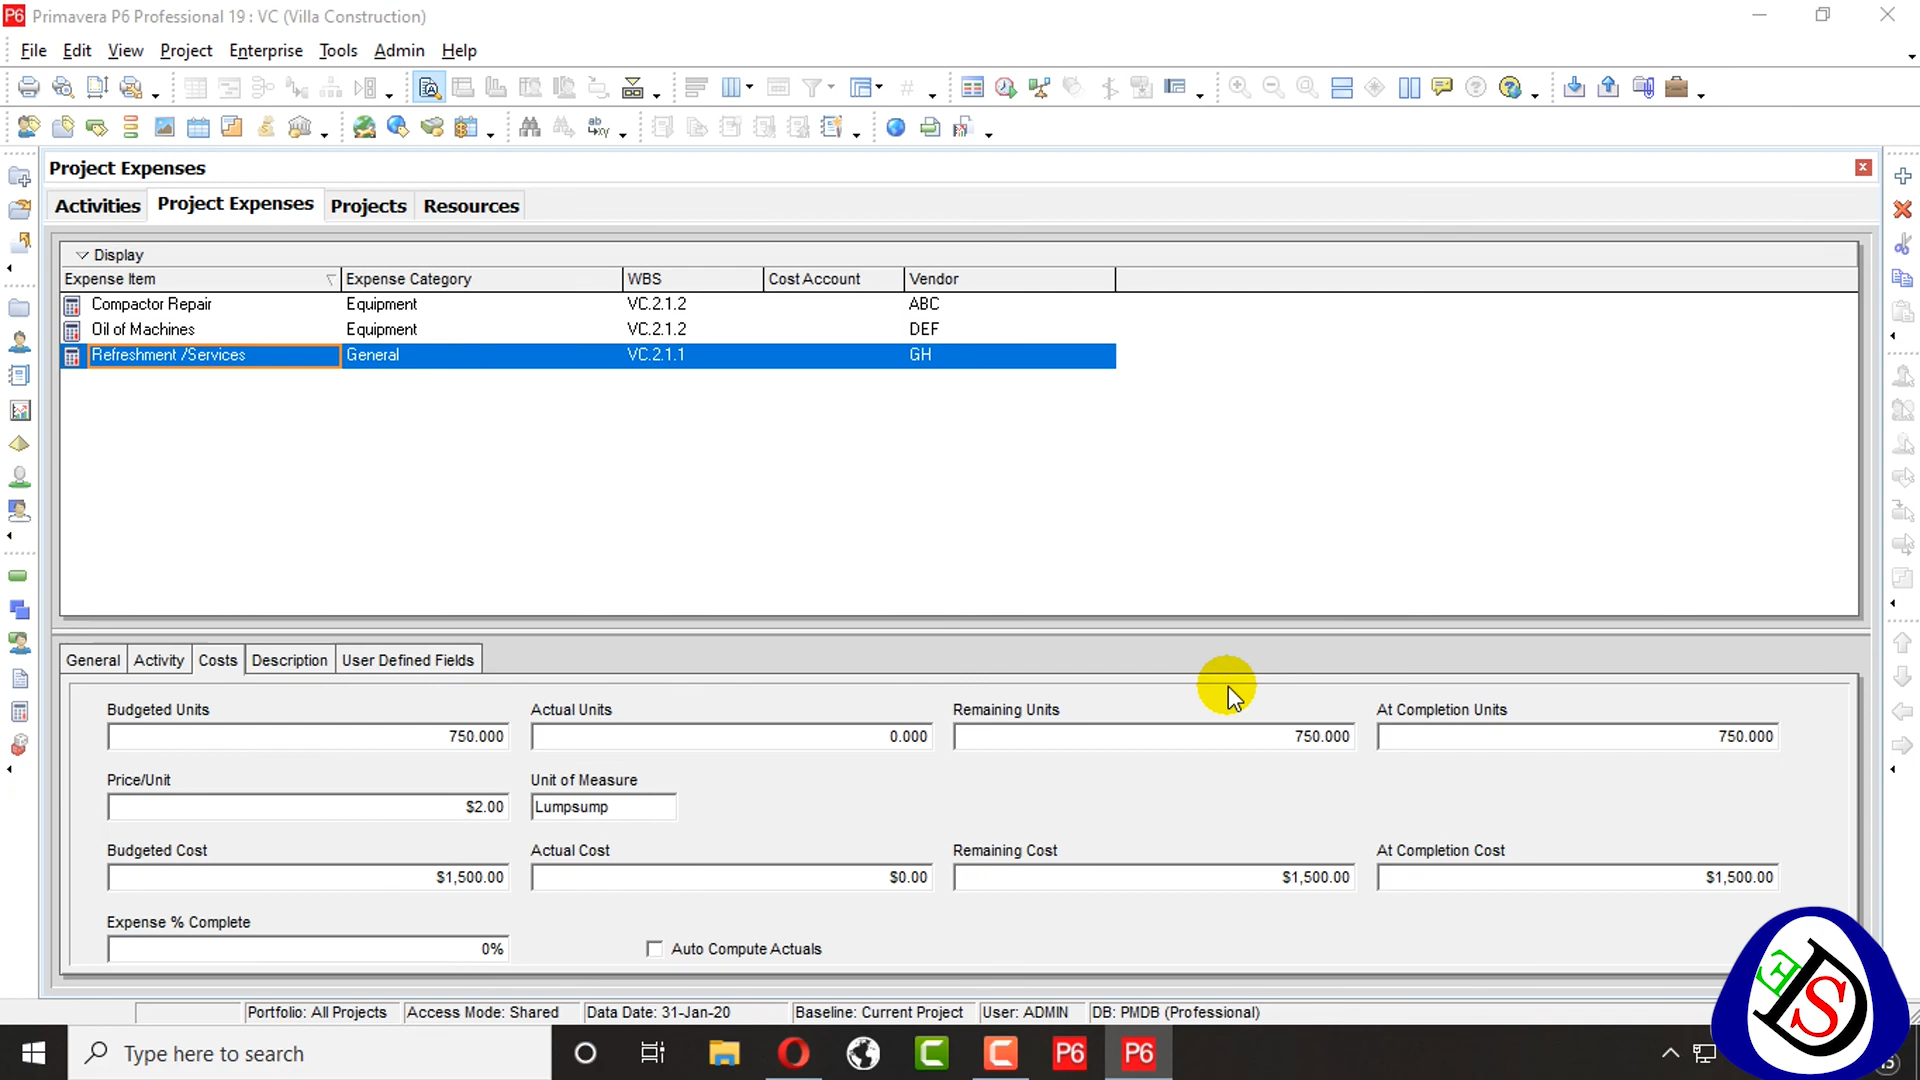 P6 Primavera P6 Professional 19 : VC (Villa Construction)
File Edit View Project Enterprise Tools Admin Help
Project Expenses
Activities Project Expenses Projects Resources
Display
Expense Item Expense Category WBS Cost Account Vendor
Compactor Repair Equipment VC.2.1.2 ABC
Oil of Machines Equipment VC.2.1.2 DEF
Refreshment /Services General VC.2.1.1 GH
General Activity Costs Description User Defined Fields
Budgeted Units Actual Units Remaining Units At Completion Units
750.000 0.000 750.000 750.000
Price/Unit Unit of Measure
$2.00 Lumpsump
Budgeted Cost Actual Cost Remaining Cost At Completion Cost
$1,500.00 $0.00 $1,500.00 $1,500.00
Expense % Complete
0% Auto Compute Actuals
Portfolio: All Projects Access Mode: Shared Data Date: 31-Jan-20 Baseline: Current Project User: ADMIN DB: PMDB (Professional)
Type here to search P6 P6